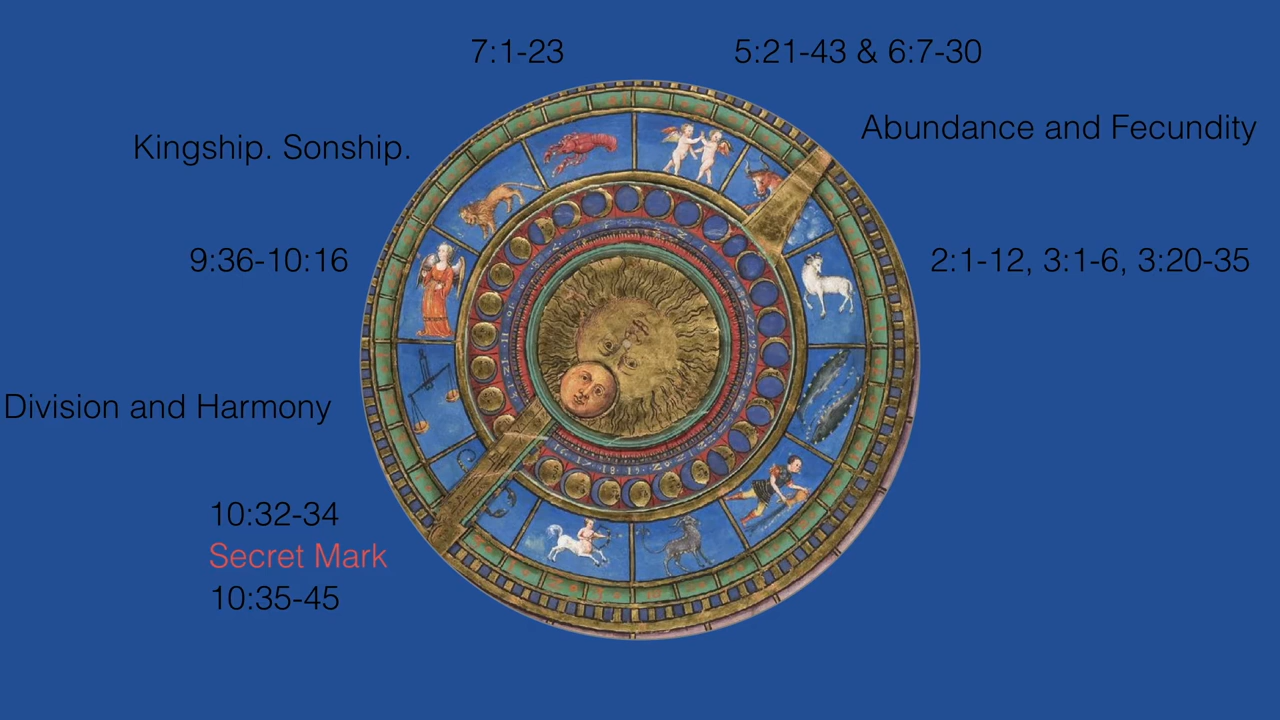 7:1-23
5:21-43 & 6:7-30
Abundance and Fecundity
Kingship. Sonship.
9:36-10:16
2:1-12, 3:1-6, 3:20-35
Division and Harmony
10:32-34
Secret Mark
10:35-45